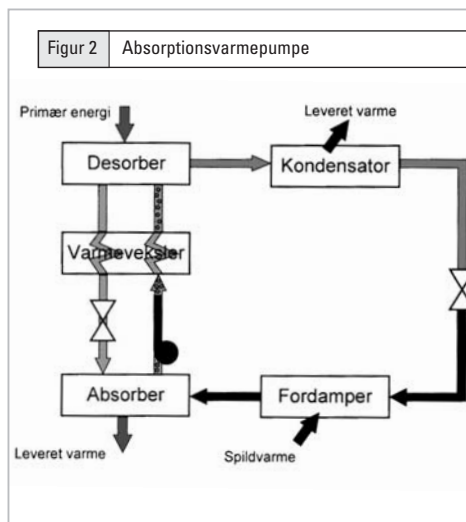 Figur 2 Absorptionsvarmepumpe
Primær energi
Leveret varme
Desorber
Kondensator
Varmeveksler
Absorber
Fordamper
Leveret varme
Spildvarme